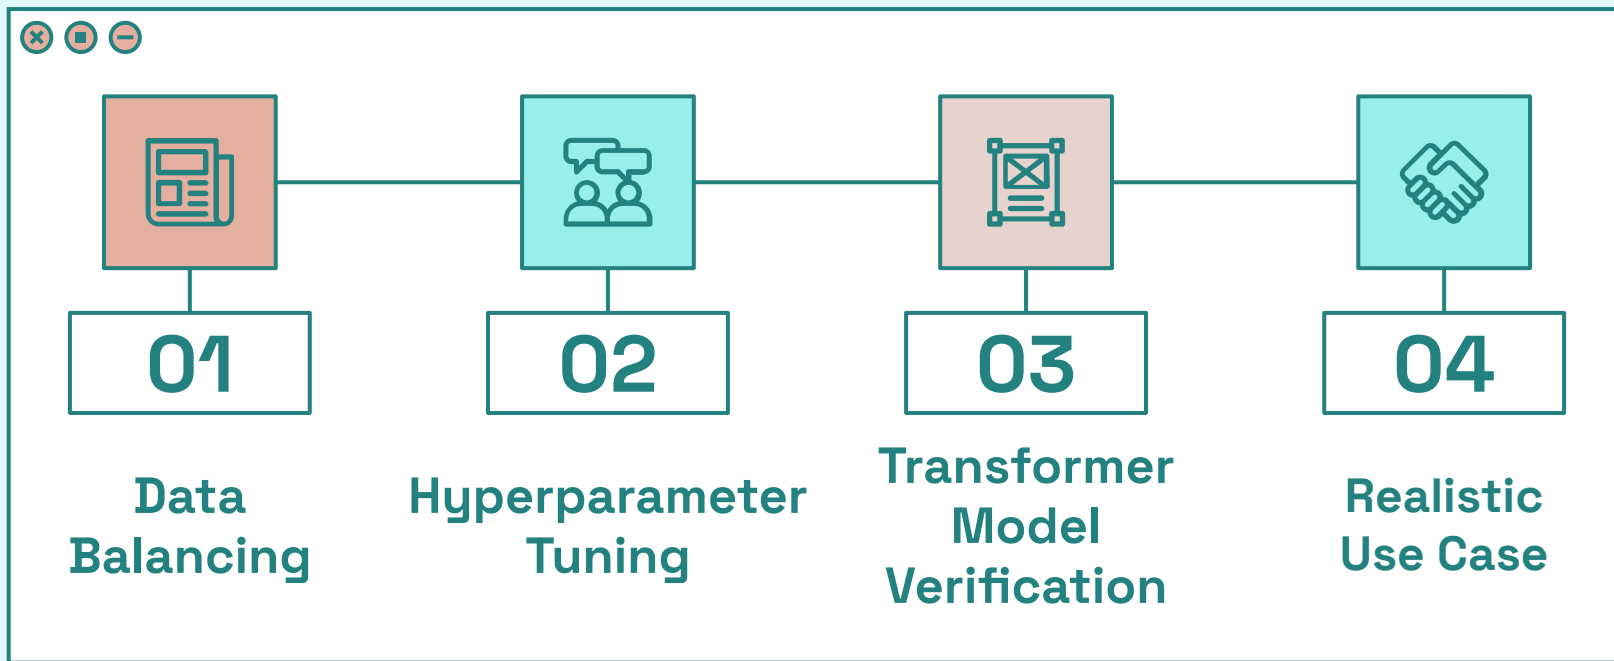 01
02
03
04
Data
Balancing
Hyperparameter
Tuning
Transformer
Model
Verification
Realistic
Use Case